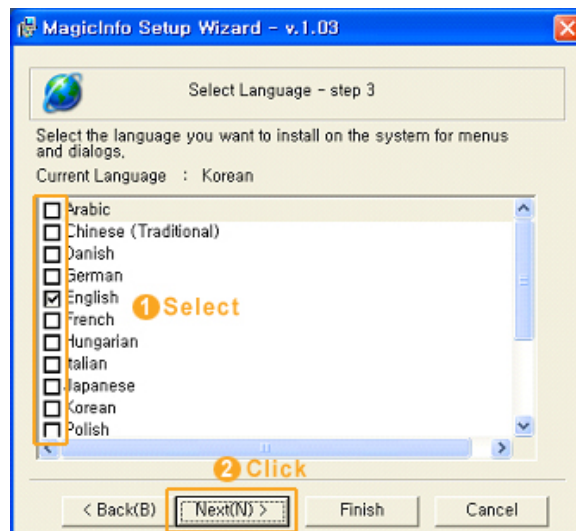 MagicInfo Setup Wizard - v.1.03
Select Language - step 3
Select the language you want to install on the system for menus
and dialogs.
Current Language : Korean
Arabic
Chinese (Traditional)
Danish
German
English
1 Select
French
Hungarian
Italian
Japanese
Korean
Polish
2 Click
< Back(B)
Next(N) >
Finish
Cancel